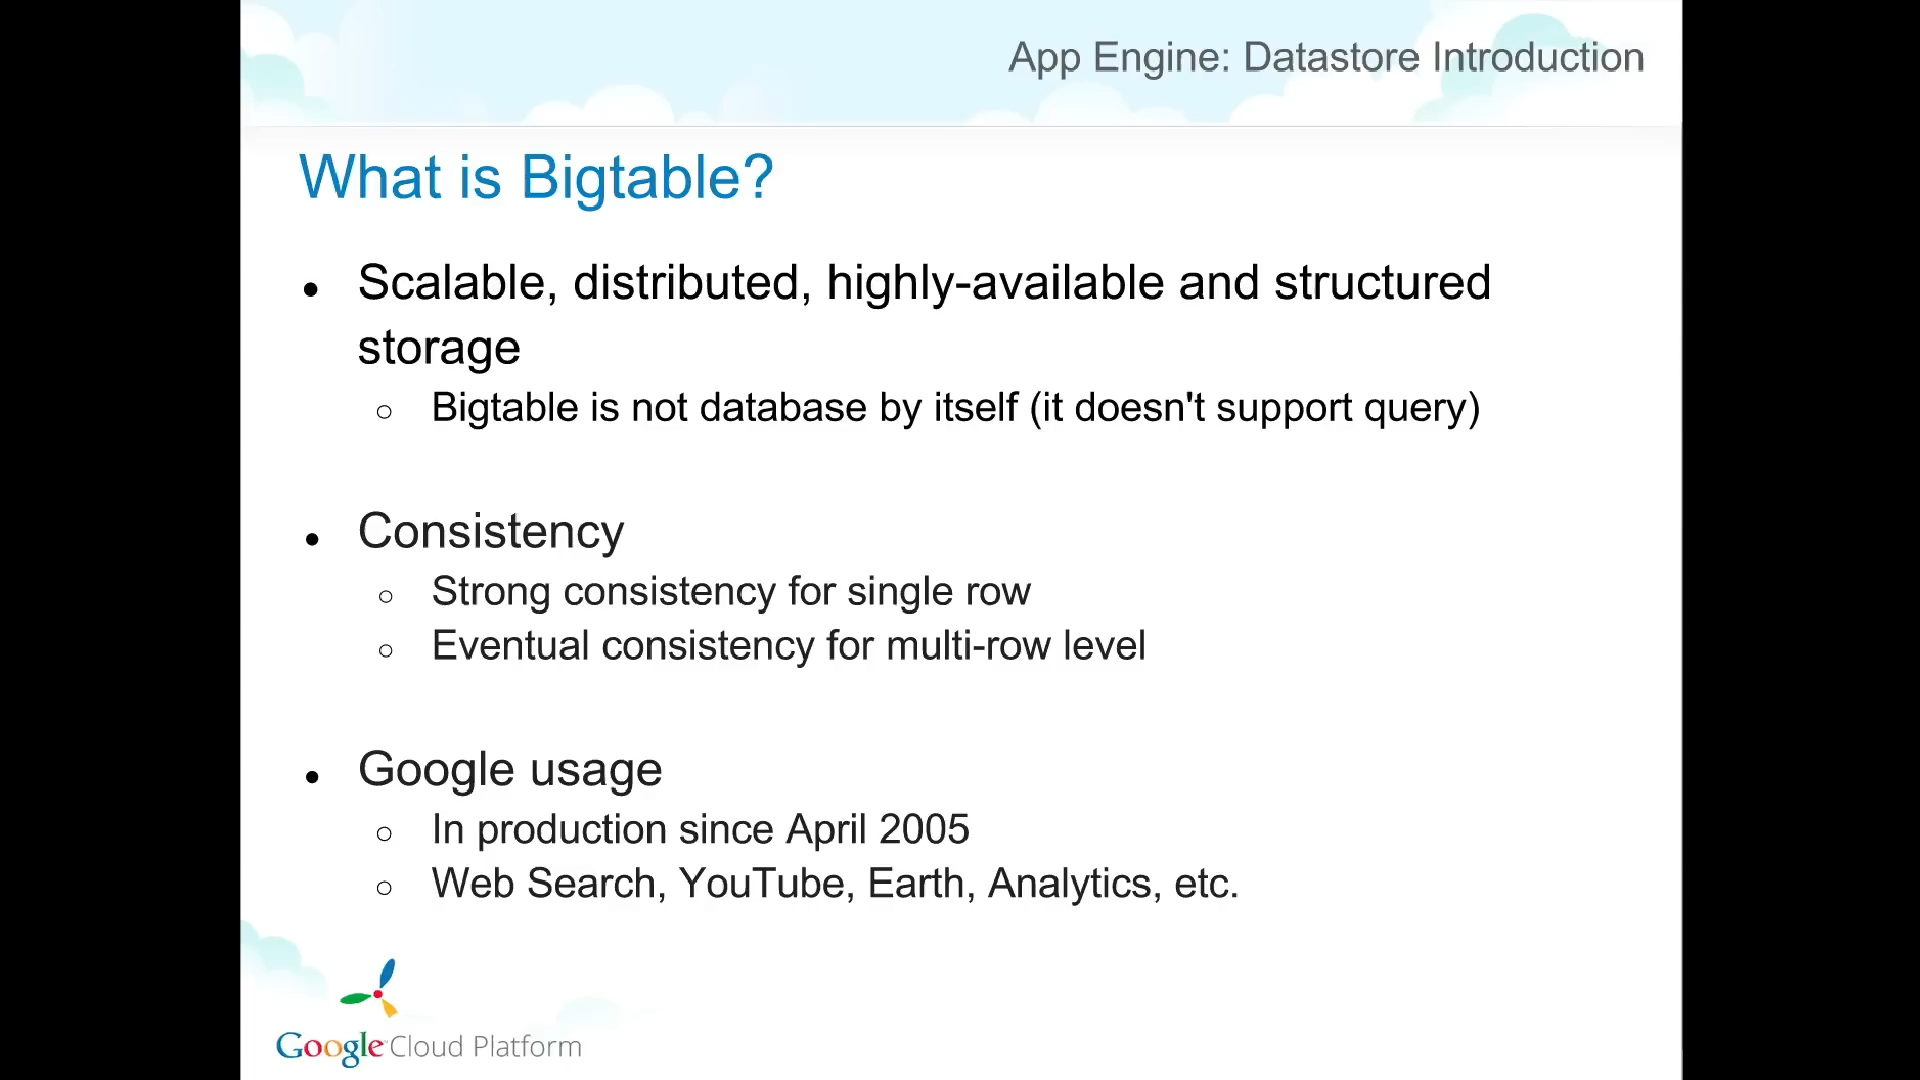 App Engine: Datastore Introduction
What is Bigtable?
● Scalable, distributed, highly-available and structured
storage
○ Bigtable is not database by itself (it doesn't support query)
● Consistency
○ Strong consistency for single row
○ Eventual consistency for multi-row level
● Google usage
○ In production since April 2005
○ Web Search, YouTube, Earth, Analytics, etc.
Google Cloud Platform